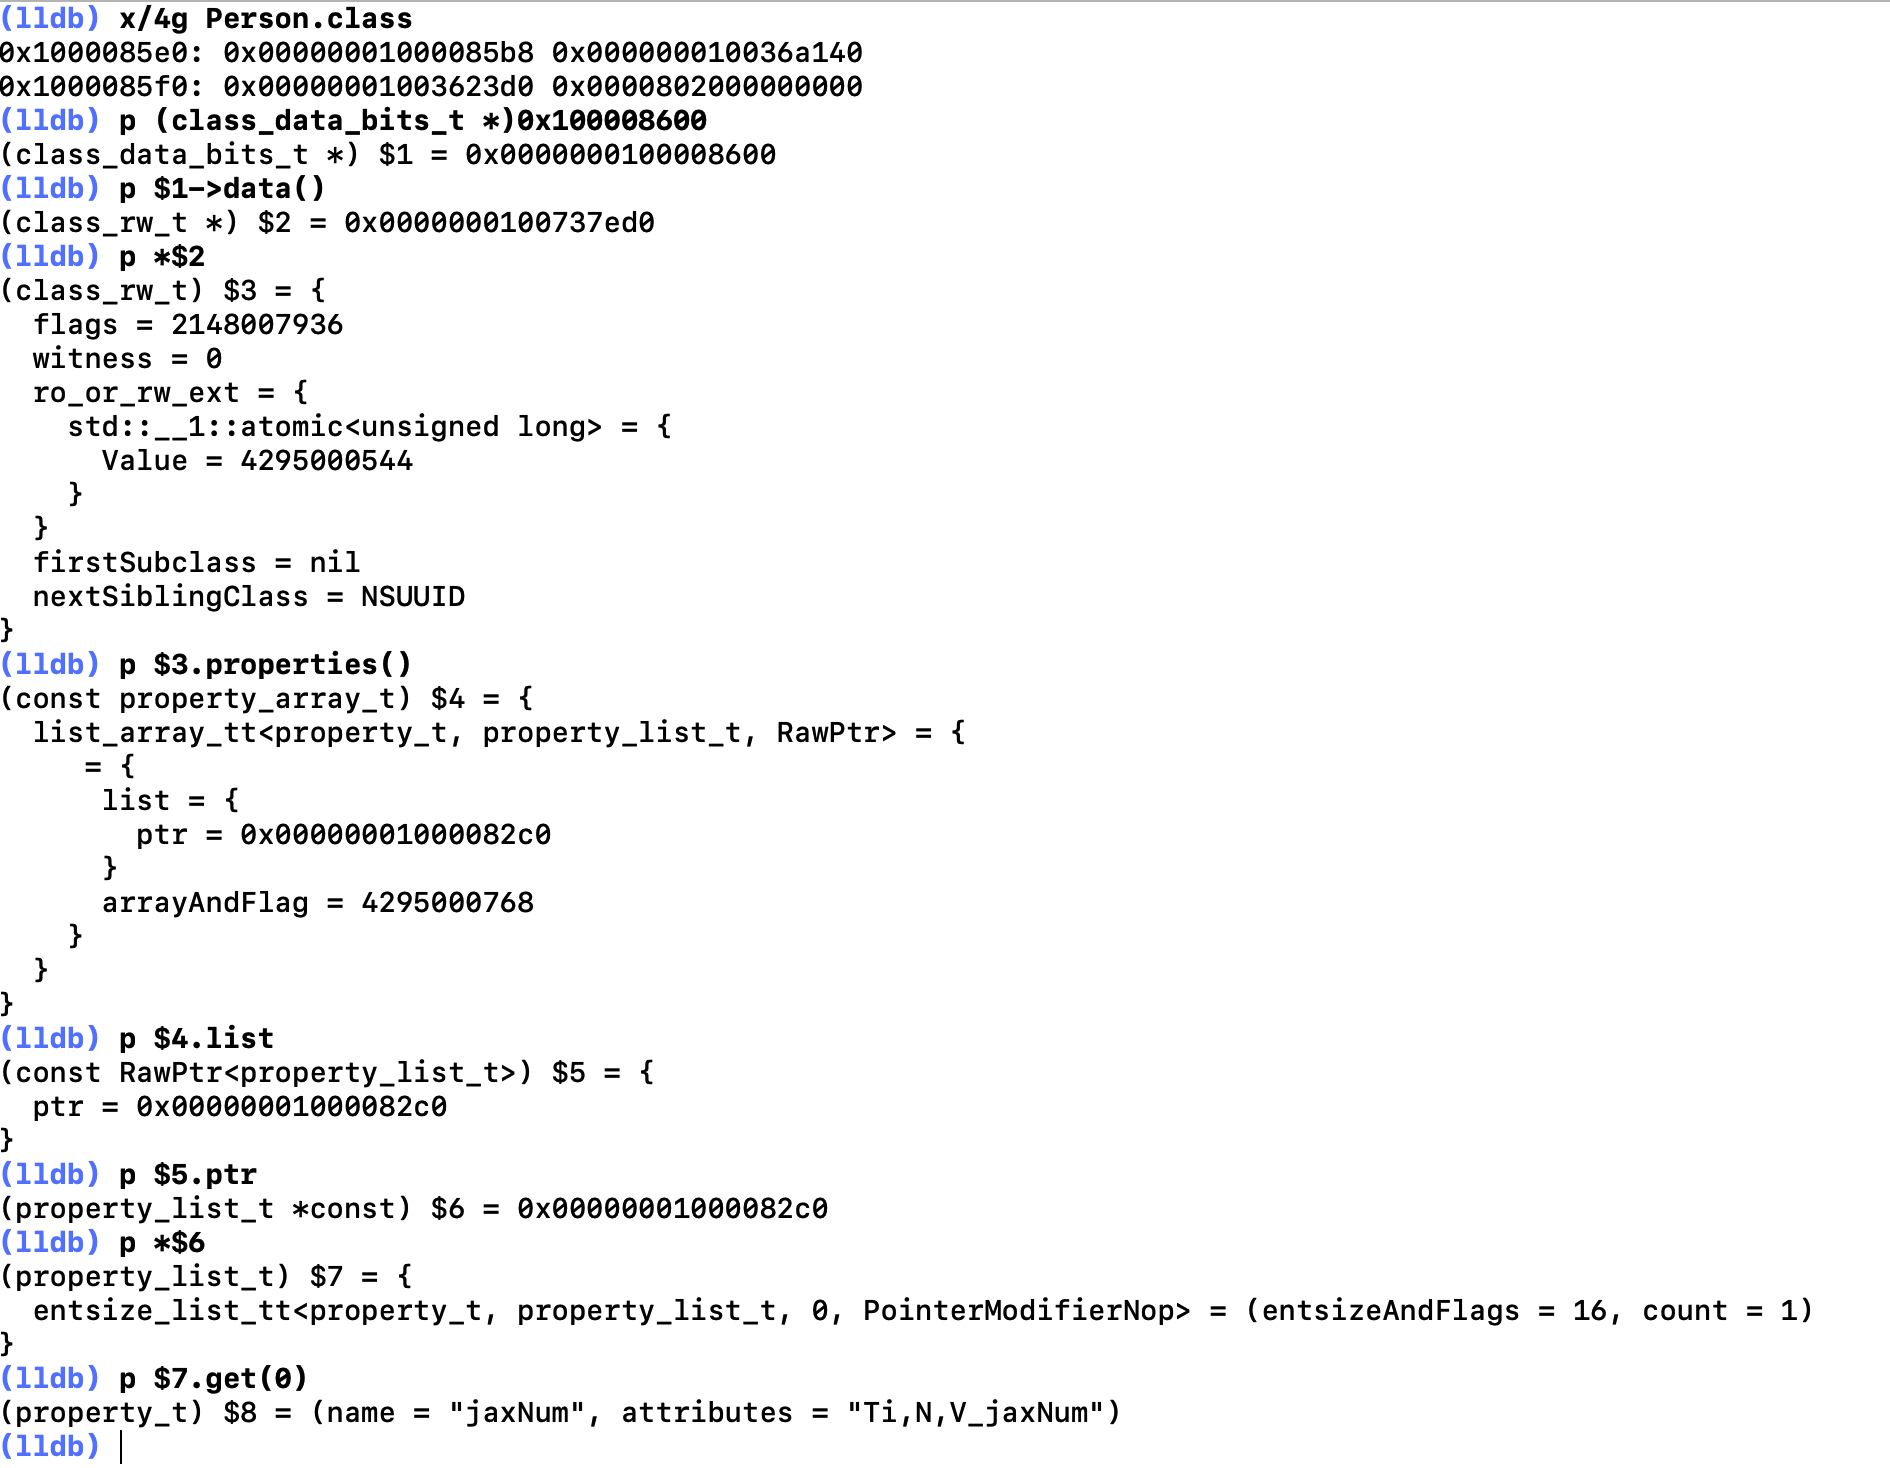 (lldb) x/4g Person.class
0x1000085e0: 0x00000001000085b8 0x000000010036a140
0x1000085f0: 0x00000001003623d0 0x0000802000000000
(lldb) p (class_data_bits_t *)0x100008600
(class_data_bits_t *) $1 = 0x0000000100008600
(lldb) p $1->data()
(class_rw_t *) $2 = 0x0000000100737ed0
(lldb) p *$2
(class_rw_t) $3 = {
  flags = 2148007936
  witness = 0
  ro_or_rw_ext = {
    std::__1::atomic<unsigned long> = {
      Value = 4295000544
    }
  }
  firstSubclass = nil
  nextSiblingClass = NSUUID
}
(lldb) p $3.properties()
(const property_array_t) $4 = {
  list_array_tt<property_t, property_list_t, RawPtr> = {
     = {
      list = {
        ptr = 0x00000001000082c0
      }
      arrayAndFlag = 4295000768
    }
  }
}
(lldb) p $4.list
(const RawPtr<property_list_t>) $5 = {
  ptr = 0x00000001000082c0
}
(lldb) p $5.ptr
(property_list_t *const) $6 = 0x00000001000082c0
(lldb) p *$6
(property_list_t) $7 = {
  entsize_list_tt<property_t, property_list_t, 0, PointerModifierNop> = (entsizeAndFlags = 16, count = 1)
}
(lldb) p $7.get(0)
(property_t) $8 = (name = "jaxNum", attributes = "Ti,N,V_jaxNum")
(lldb)